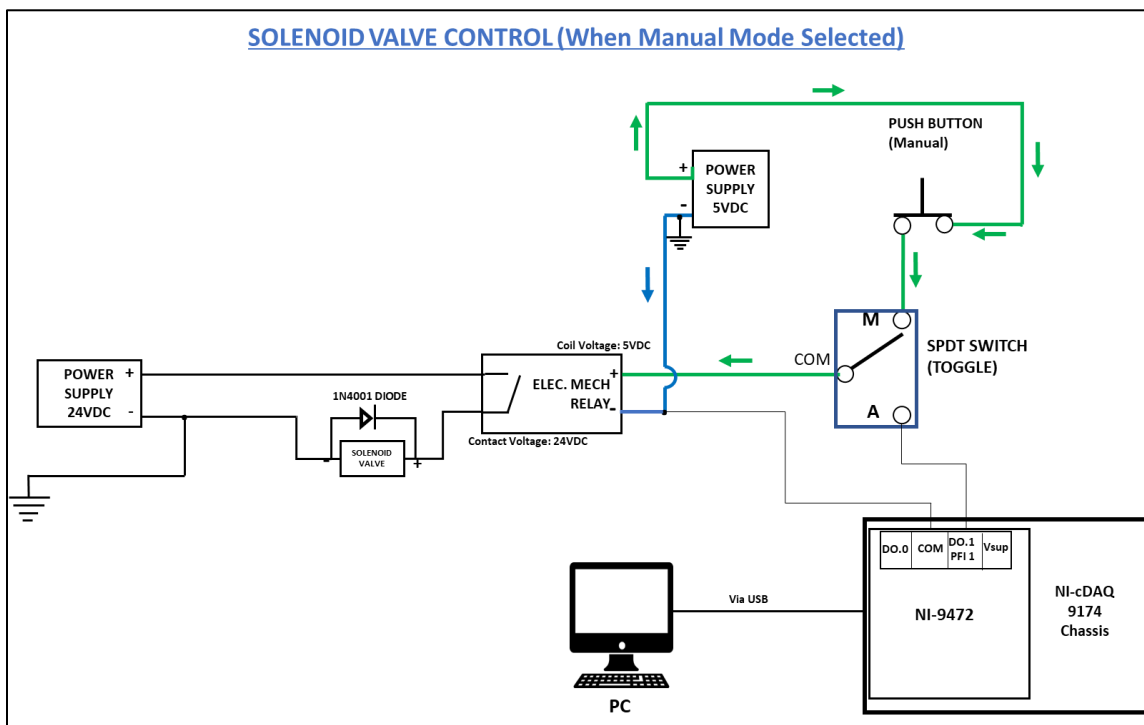 SOLENOID VALVE CONTROL (When Manual Mode Selected)
PUSH BUTTON
(Manual)
+
POWER
SUPPLY
5VDC
-
M
SPDT SWITCH
(TOGGLE)
COM
A
Coil Voltage: 5VDC
+
ELEC. MECH
RELAY
-
Contact Voltage: 24VDC
POWER
SUPPLY
24VDC
+
-
1N4001 DIODE
-
SOLENOID
VALVE
+
DO.0
COM
DO.1
PFI 1
Vsup
NI-9472
NI-cDAQ
9174
Chassis
Via USB
PC